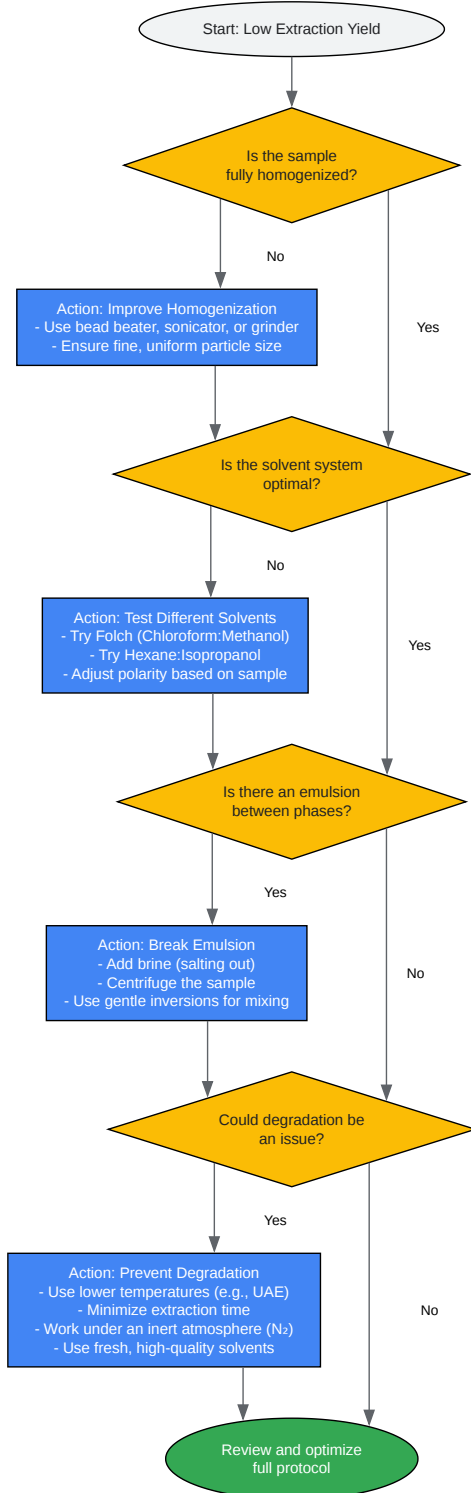 Start: Low Extraction Yield
Is the sample
fully homogenized?
No
Action: Improve Homogenization
- Use bead beater, sonicator, or grinder
- Ensure fine, uniform particle size
Yes
Is the solvent system
optimal?
No
Action: Test Different Solvents
- Try Folch (Chloroform:Methanol)
- Try Hexane:Isopropanol
- Adjust polarity based on sample
Yes
Is there an emulsion
between phases?
Yes
Action: Break Emulsion
- Add brine (salting out)
- Centrifuge the sample
- Use gentle inversions for mixing
No
Could degradation be
an issue?
Yes
Action: Prevent Degradation
- Use lower temperatures (e.g., UAE)
- Minimize extraction time
- Work under an inert atmosphere (N₂)
- Use fresh, high-quality solvents
No
Review and optimize
full protocol